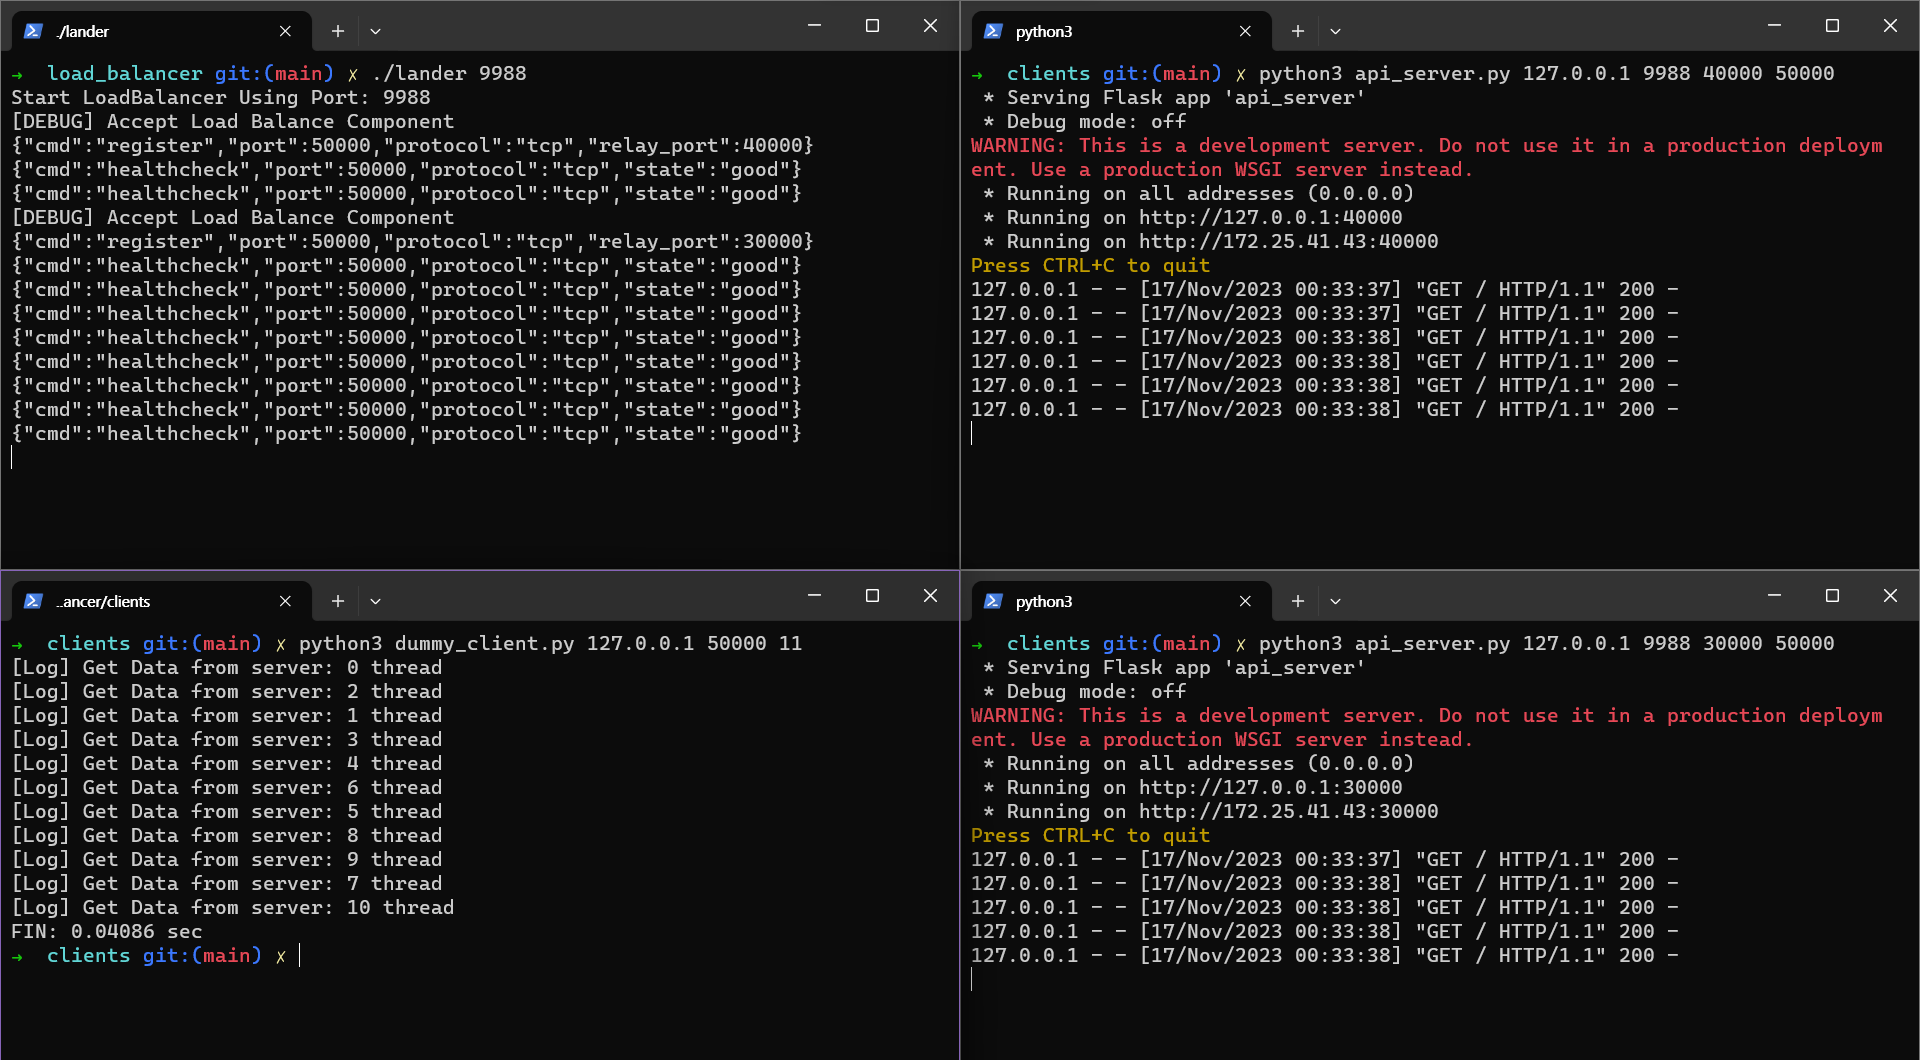 ./lander
➜  load_balancer git:(main) ✗ ./lander 9988
Start LoadBalancer Using Port: 9988
[DEBUG] Accept Load Balance Component
{"cmd":"register","port":50000,"protocol":"tcp","relay_port":40000}
{"cmd":"healthcheck","port":50000,"protocol":"tcp","state":"good"}
{"cmd":"healthcheck","port":50000,"protocol":"tcp","state":"good"}
[DEBUG] Accept Load Balance Component
{"cmd":"register","port":50000,"protocol":"tcp","relay_port":30000}
{"cmd":"healthcheck","port":50000,"protocol":"tcp","state":"good"}
{"cmd":"healthcheck","port":50000,"protocol":"tcp","state":"good"}
{"cmd":"healthcheck","port":50000,"protocol":"tcp","state":"good"}
{"cmd":"healthcheck","port":50000,"protocol":"tcp","state":"good"}
{"cmd":"healthcheck","port":50000,"protocol":"tcp","state":"good"}
{"cmd":"healthcheck","port":50000,"protocol":"tcp","state":"good"}
{"cmd":"healthcheck","port":50000,"protocol":"tcp","state":"good"}
{"cmd":"healthcheck","port":50000,"protocol":"tcp","state":"good"}
python3
➜  clients git:(main) ✗ python3 api_server.py 127.0.0.1 9988 40000 50000
 * Serving Flask app 'api_server'
 * Debug mode: off
WARNING: This is a development server. Do not use it in a production deploym
ent. Use a production WSGI server instead.
 * Running on all addresses (0.0.0.0)
 * Running on http://127.0.0.1:40000
 * Running on http://172.25.41.43:40000
Press CTRL+C to quit
127.0.0.1 - - [17/Nov/2023 00:33:37] "GET / HTTP/1.1" 200 -
127.0.0.1 - - [17/Nov/2023 00:33:37] "GET / HTTP/1.1" 200 -
127.0.0.1 - - [17/Nov/2023 00:33:38] "GET / HTTP/1.1" 200 -
127.0.0.1 - - [17/Nov/2023 00:33:38] "GET / HTTP/1.1" 200 -
127.0.0.1 - - [17/Nov/2023 00:33:38] "GET / HTTP/1.1" 200 -
127.0.0.1 - - [17/Nov/2023 00:33:38] "GET / HTTP/1.1" 200 -
..ancer/clients
➜  clients git:(main) ✗ python3 dummy_client.py 127.0.0.1 50000 11
[Log] Get Data from server: 0 thread
[Log] Get Data from server: 2 thread
[Log] Get Data from server: 1 thread
[Log] Get Data from server: 3 thread
[Log] Get Data from server: 4 thread
[Log] Get Data from server: 6 thread
[Log] Get Data from server: 5 thread
[Log] Get Data from server: 8 thread
[Log] Get Data from server: 9 thread
[Log] Get Data from server: 7 thread
[Log] Get Data from server: 10 thread
FIN: 0.04086 sec
➜  clients git:(main) ✗
python3
➜  clients git:(main) ✗ python3 api_server.py 127.0.0.1 9988 30000 50000
 * Serving Flask app 'api_server'
 * Debug mode: off
WARNING: This is a development server. Do not use it in a production deploym
ent. Use a production WSGI server instead.
 * Running on all addresses (0.0.0.0)
 * Running on http://127.0.0.1:30000
 * Running on http://172.25.41.43:30000
Press CTRL+C to quit
127.0.0.1 - - [17/Nov/2023 00:33:37] "GET / HTTP/1.1" 200 -
127.0.0.1 - - [17/Nov/2023 00:33:38] "GET / HTTP/1.1" 200 -
127.0.0.1 - - [17/Nov/2023 00:33:38] "GET / HTTP/1.1" 200 -
127.0.0.1 - - [17/Nov/2023 00:33:38] "GET / HTTP/1.1" 200 -
127.0.0.1 - - [17/Nov/2023 00:33:38] "GET / HTTP/1.1" 200 -